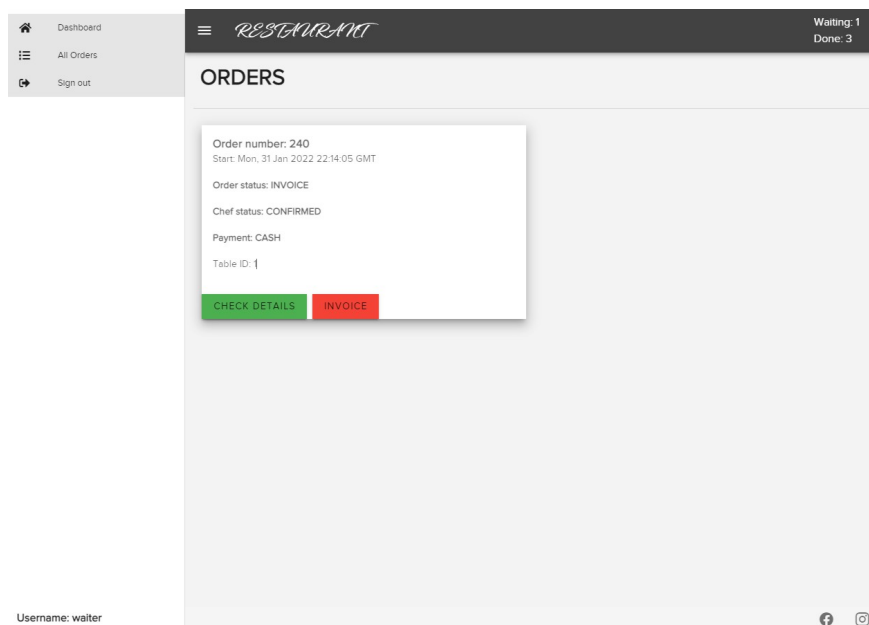 Dashboard
All Orders
Sign out
RESTAURANT
Waiting: 1
Done: 3
ORDERS
Order number: 240
Start: Mon, 31 Jan 2022 22:14:05 GMT
Order status: INVOICE
Chef status: CONFIRMED
Payment: CASH
Table ID: 1
CHECK DETAILS
INVOICE
Username: waiter